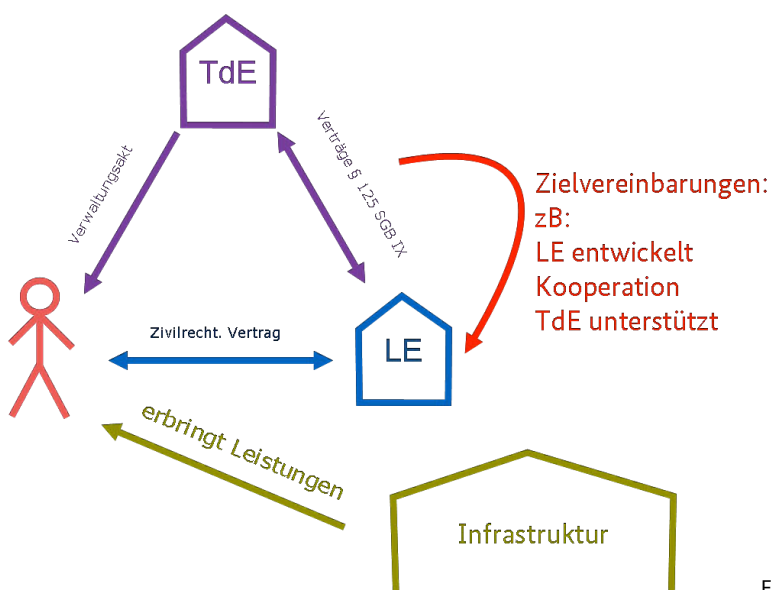 TdE
Verwaltungsakt
Verträge § 125 SGB IX
Zielvereinbarungen:
zB:
LE entwickelt
Kooperation
TdE unterstützt
Zivilrecht. Vertrag
LE
erbringt Leistungen
Infrastruktur